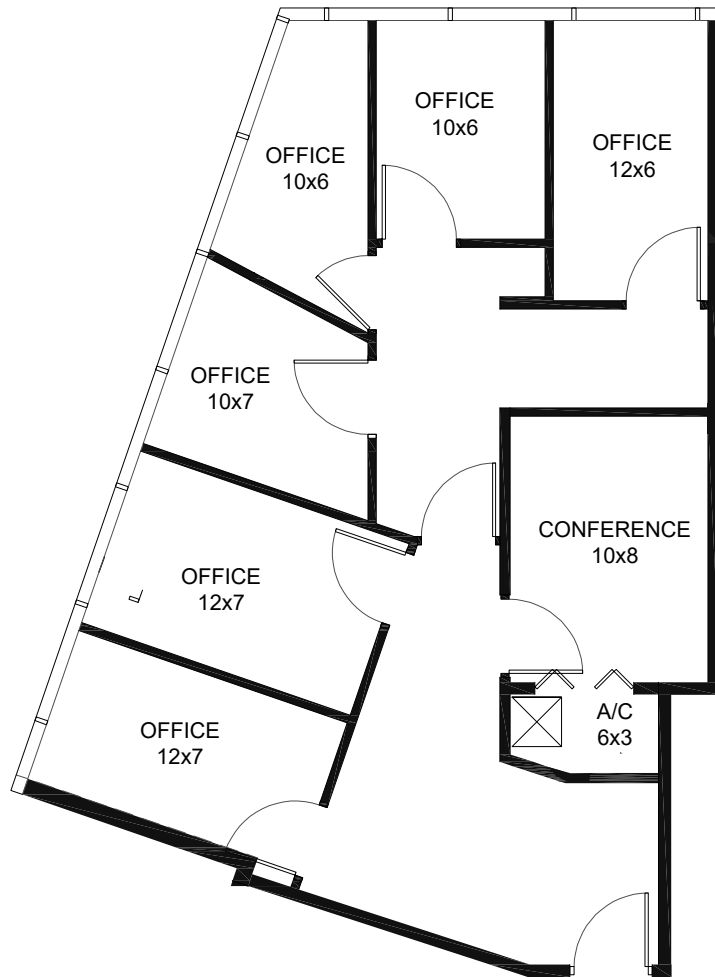 OFFICE
10x6
OFFICE
12x6
OFFICE
10x6
OFFICE
10x7
CONFERENCE
10x8
OFFICE
12x7
A/C
6x3
OFFICE
12x7